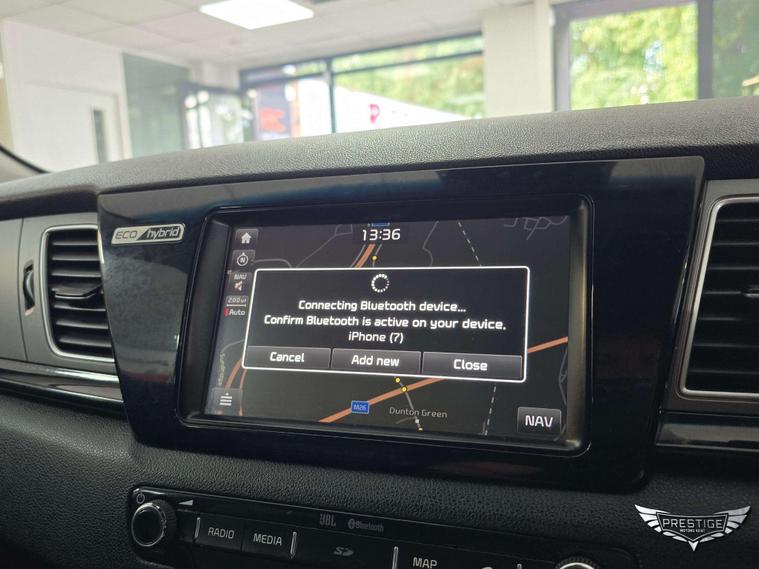 ECO/hybrid
13:36
NAV
Auto
Connecting Bluetooth device...
Confirm Bluetooth is active on your device.
iPhone (7)
Cancel
Add new
Close
M26
Dunton Green
NAV
JBL Bluetooth
RADIO
MEDIA
SD
MAP
PRESTIGE